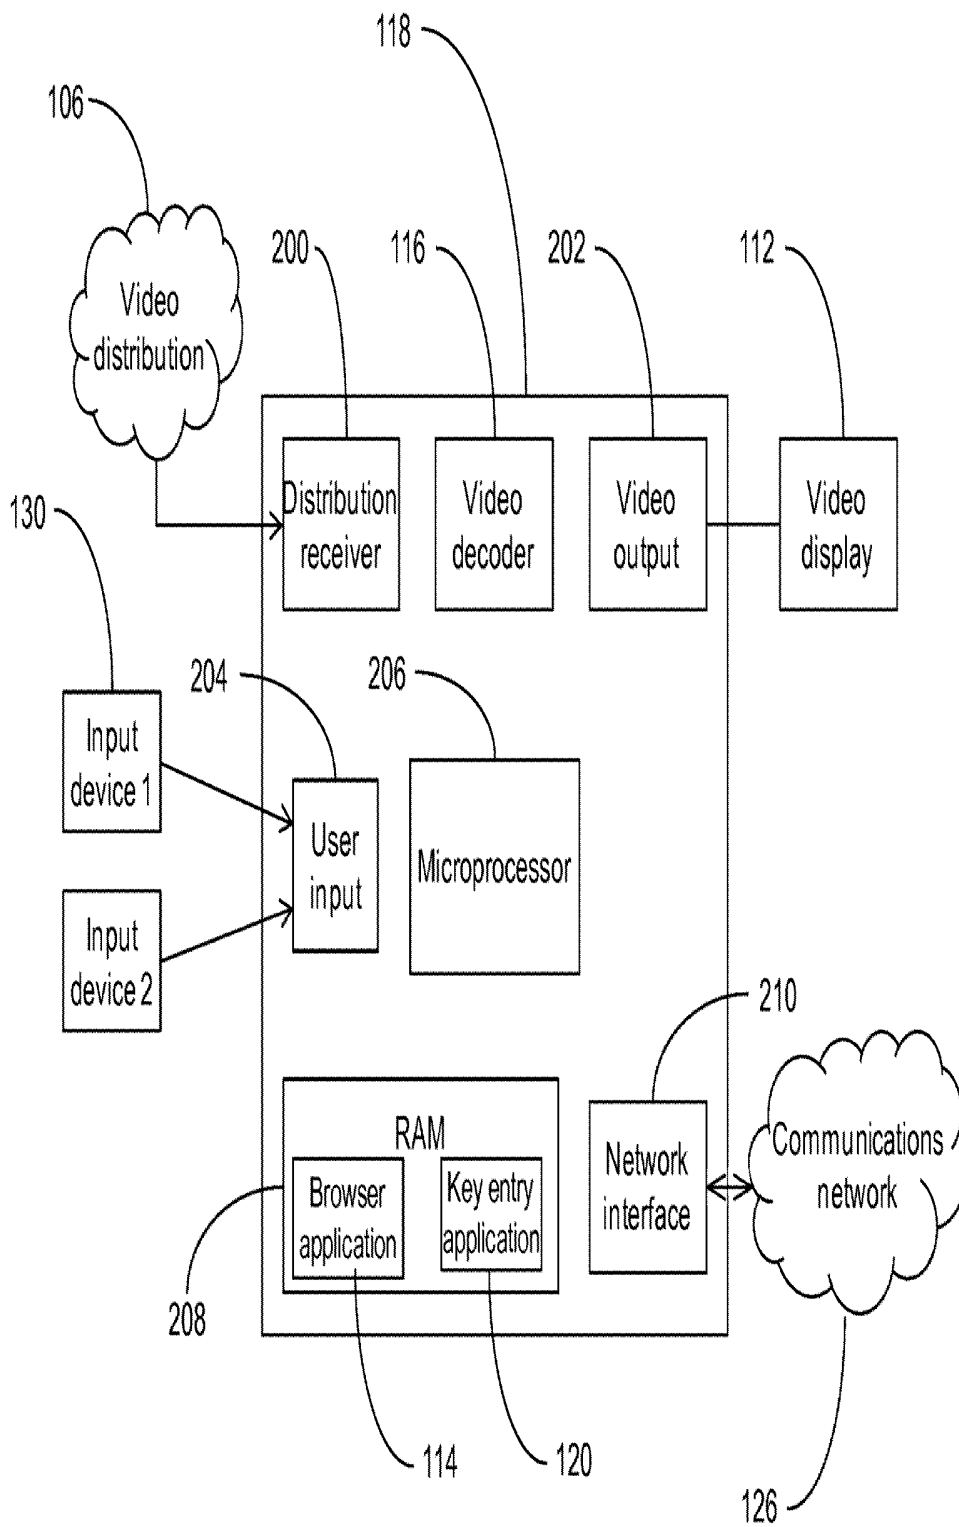 118
106
200
116
202
112
Video
distribution
Distribution
receiver
Video
decoder
Video
output
Video
display
130
204
206
Input
device 1
User
input
Microprocessor
Input
device 2
210
RAM
Browser
application
Key entry
application
Network
interface
Communications
network
208
114
120
126